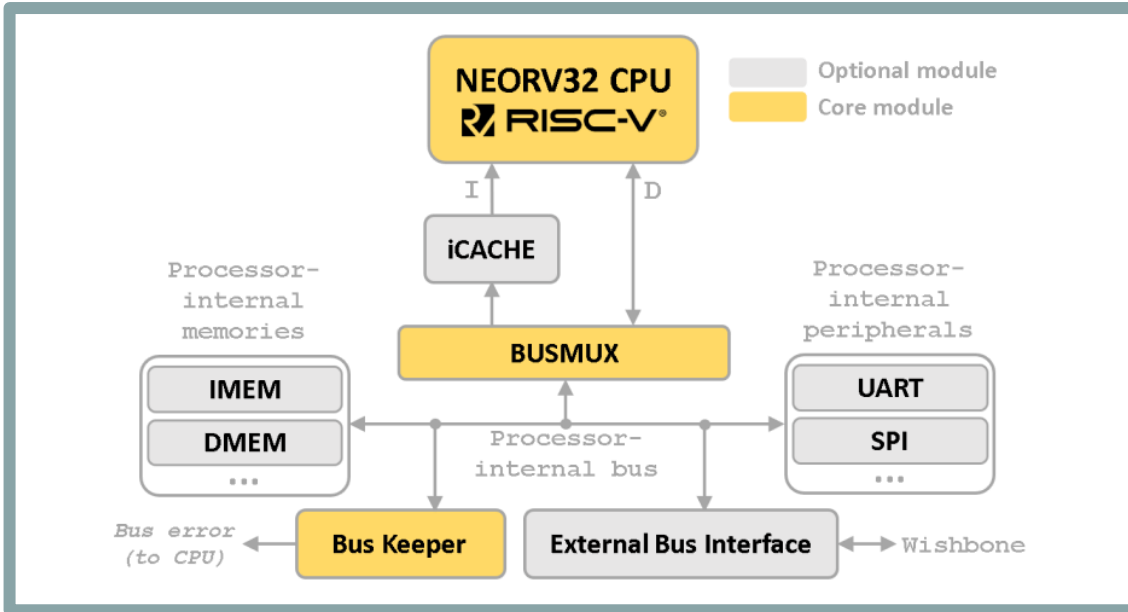 NEORV32 CPU
RISC-V®
Optional module
Core module
I
D
iCACHE
Processor-
internal
memories
Processor-
internal
peripherals
BUSMUX
IMEM
DMEM
...
UART
SPI
...
Processor-
internal bus
Bus error
(to CPU)
Bus Keeper
External Bus Interface
Wishbone